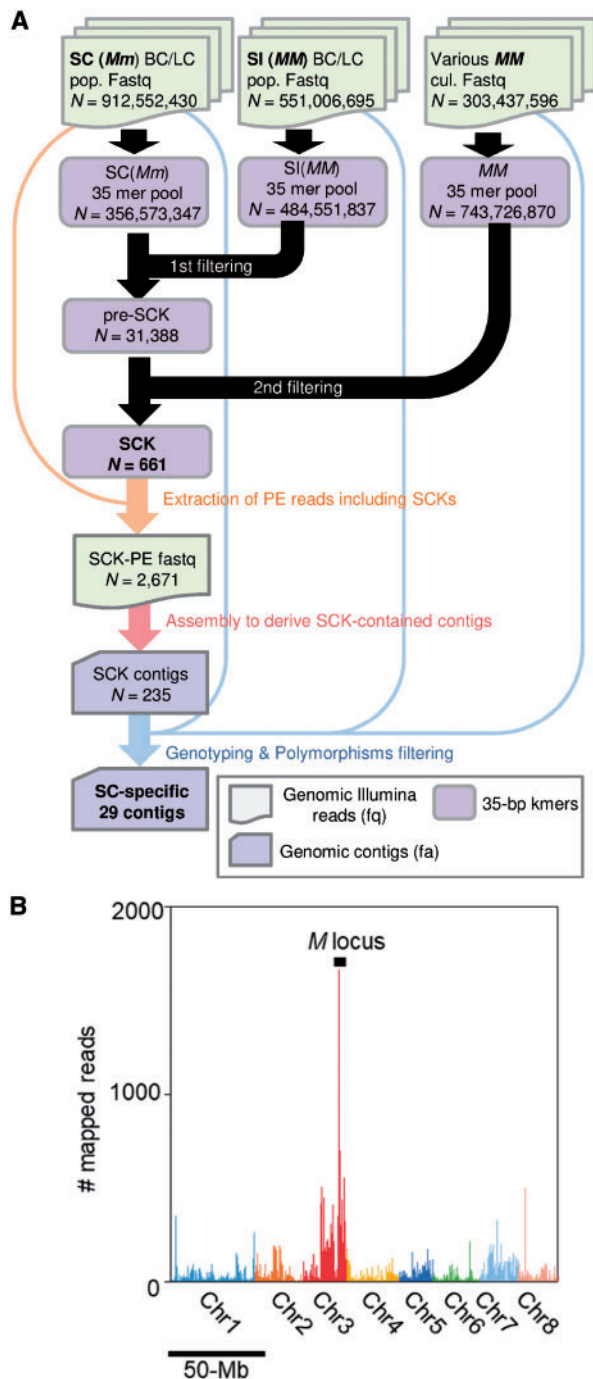 A
SC (Mm) BC/LC
pop. Fastq
N = 912,552,430
SI (MM) BC/LC
pop. Fastq
N = 551,006,695
Various MM
cul. Fastq
N = 303,437,596
SC(Mm)
35 mer pool
N = 356,573,347
SI(MM)
35 mer pool
N = 484,551,837
MM
35 mer pool
N = 743,726,870
1st filtering
pre-SCK
N = 31,388
2nd filtering
SCK
N = 661
Extraction of PE reads including SCKs
SCK-PE fastq
N = 2,671
Assembly to derive SCK-contained contigs
SCK contigs
N = 235
Genotyping & Polymorphisms filtering
SC-specific
29 contigs
Genomic Illumina
reads (fq)
35-bp kmers
Genomic contigs (fa)
B
2000
M locus
# mapped reads
1000
0
Chr1
Chr2
Chr3
Chr4
Chr5
Chr6
Chr7
Chr8
50-Mb